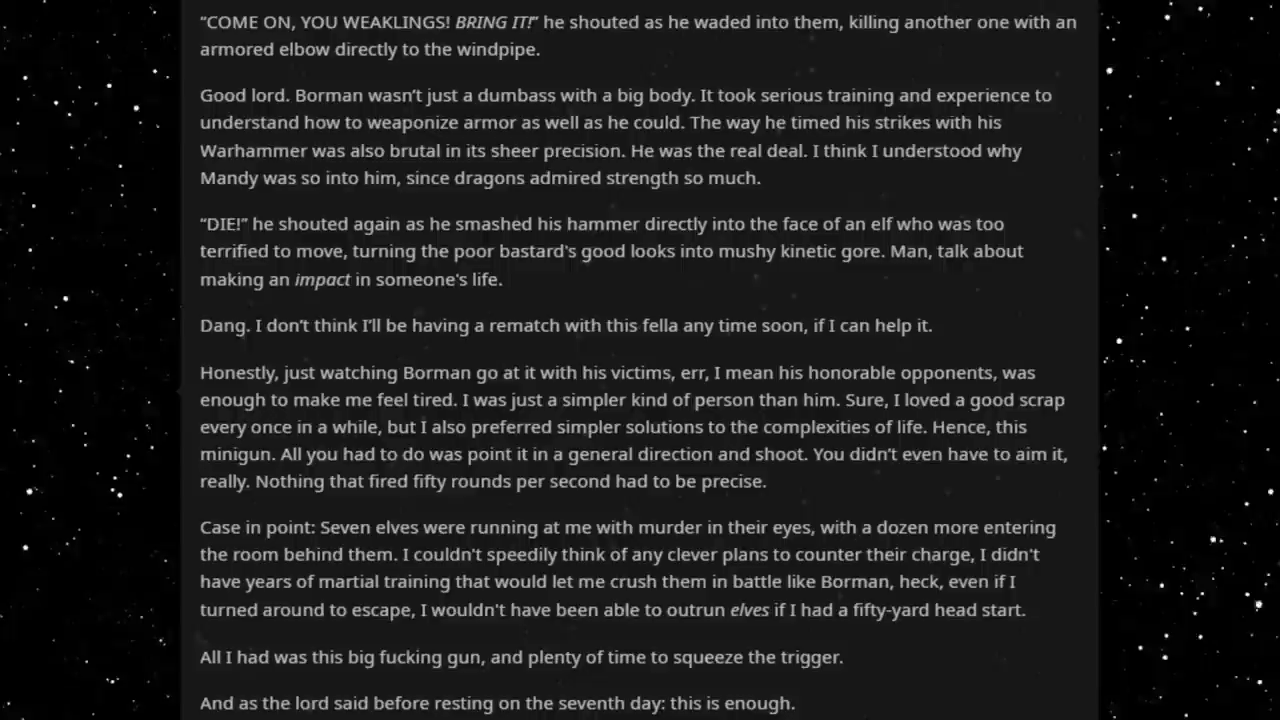 “COME ON, YOU WEAKLINGS! BRING IT!” he shouted as he waded into them, killing another one with an
armored elbow directly to the windpipe.
Good lord. Borman wasn’t just a dumbass with a big body. It took serious training and experience to
understand how to weaponize armor as well as he could. The way he timed his strikes with his
Warhammer was also brutal in its sheer precision. He was the real deal. I think I understood why
Mandy was so into him, since dragons admired strength so much.
“DIE!” he shouted again as he smashed his hammer directly into the face of an elf who was too
terrified to move, turning the poor bastard's good looks into mushy kinetic gore. Man, talk about
making an impact in someone's life.
Dang. I don’t think I’ll be having a rematch with this fella any time soon, if I can help it.
Honestly, just watching Borman go at it with his victims, err, I mean his honorable opponents, was
enough to make me feel tired. I was just a simpler kind of person than him. Sure, I loved a good scrap
every once in a while, but I also preferred simpler solutions to the complexities of life. Hence, this
minigun. All you had to do was point it in a general direction and shoot. You didn’t even have to aim it,
really. Nothing that fired fifty rounds per second had to be precise.
Case in point: Seven elves were running at me with murder in their eyes, with a dozen more entering
the room behind them. I couldn't speedily think of any clever plans to counter their charge, I didn't
have years of martial training that would let me crush them in battle like Borman, heck, even if I
turned around to escape, I wouldn't have been able to outrun elves if I had a fifty-yard head start.
All I had was this big fucking gun, and plenty of time to squeeze the trigger.
And as the lord said before resting on the seventh day: this is enough.